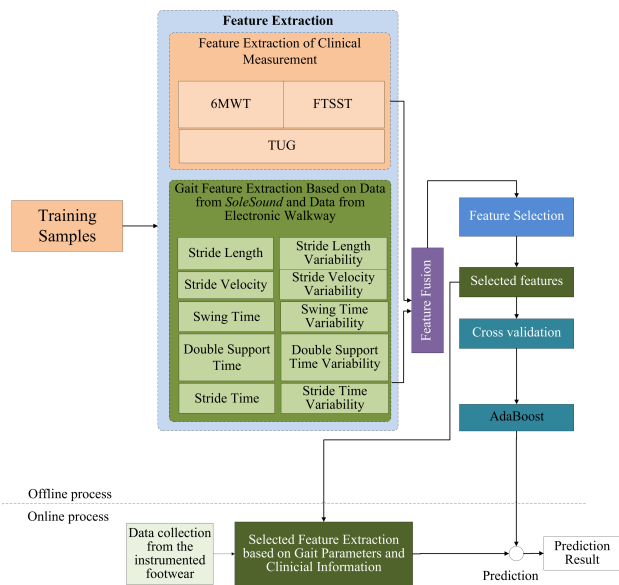 Feature Extraction
Feature Extraction of Clinical
Measurement
6MWT
FTSST
TUG
Gait Feature Extraction Based on Data
from SoleSound and Data from
Electronic Walkway
Stride Length
Stride Length
Variability
Stride Velocity
Stride Velocity
Variability
Swing Time
Swing Time
Variability
Double Support
Time
Double Support
Time Variability
Stride Time
Stride Time
Variability
Training
Samples
Feature Fusion
Feature Selection
Selected features
Cross validation
AdaBoost
Offline process
Online process
Data collection
from the
instrumented
footwear
Selected Feature Extraction
based on Gait Parameters and
Clinicial Information
Prediction
Prediction
Result